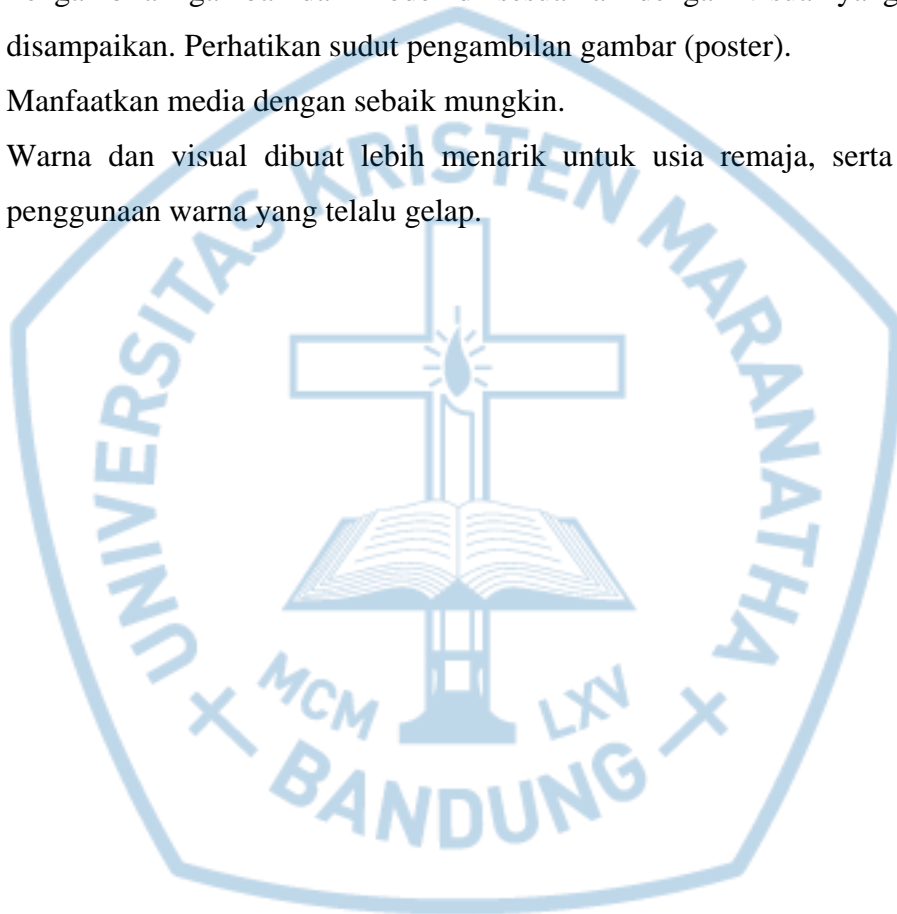 disampaikan. Perhatikan sudut pengambilan gambar (poster).
Manfaatkan media dengan sebaik mungkin.
Warna dan visual dibuat lebih menarik untuk usia remaja, serta
penggunaan warna yang telalu gelap.
UNIVERSITAS KRISTEN MARANATHA
MCM LXV
BANDUNG